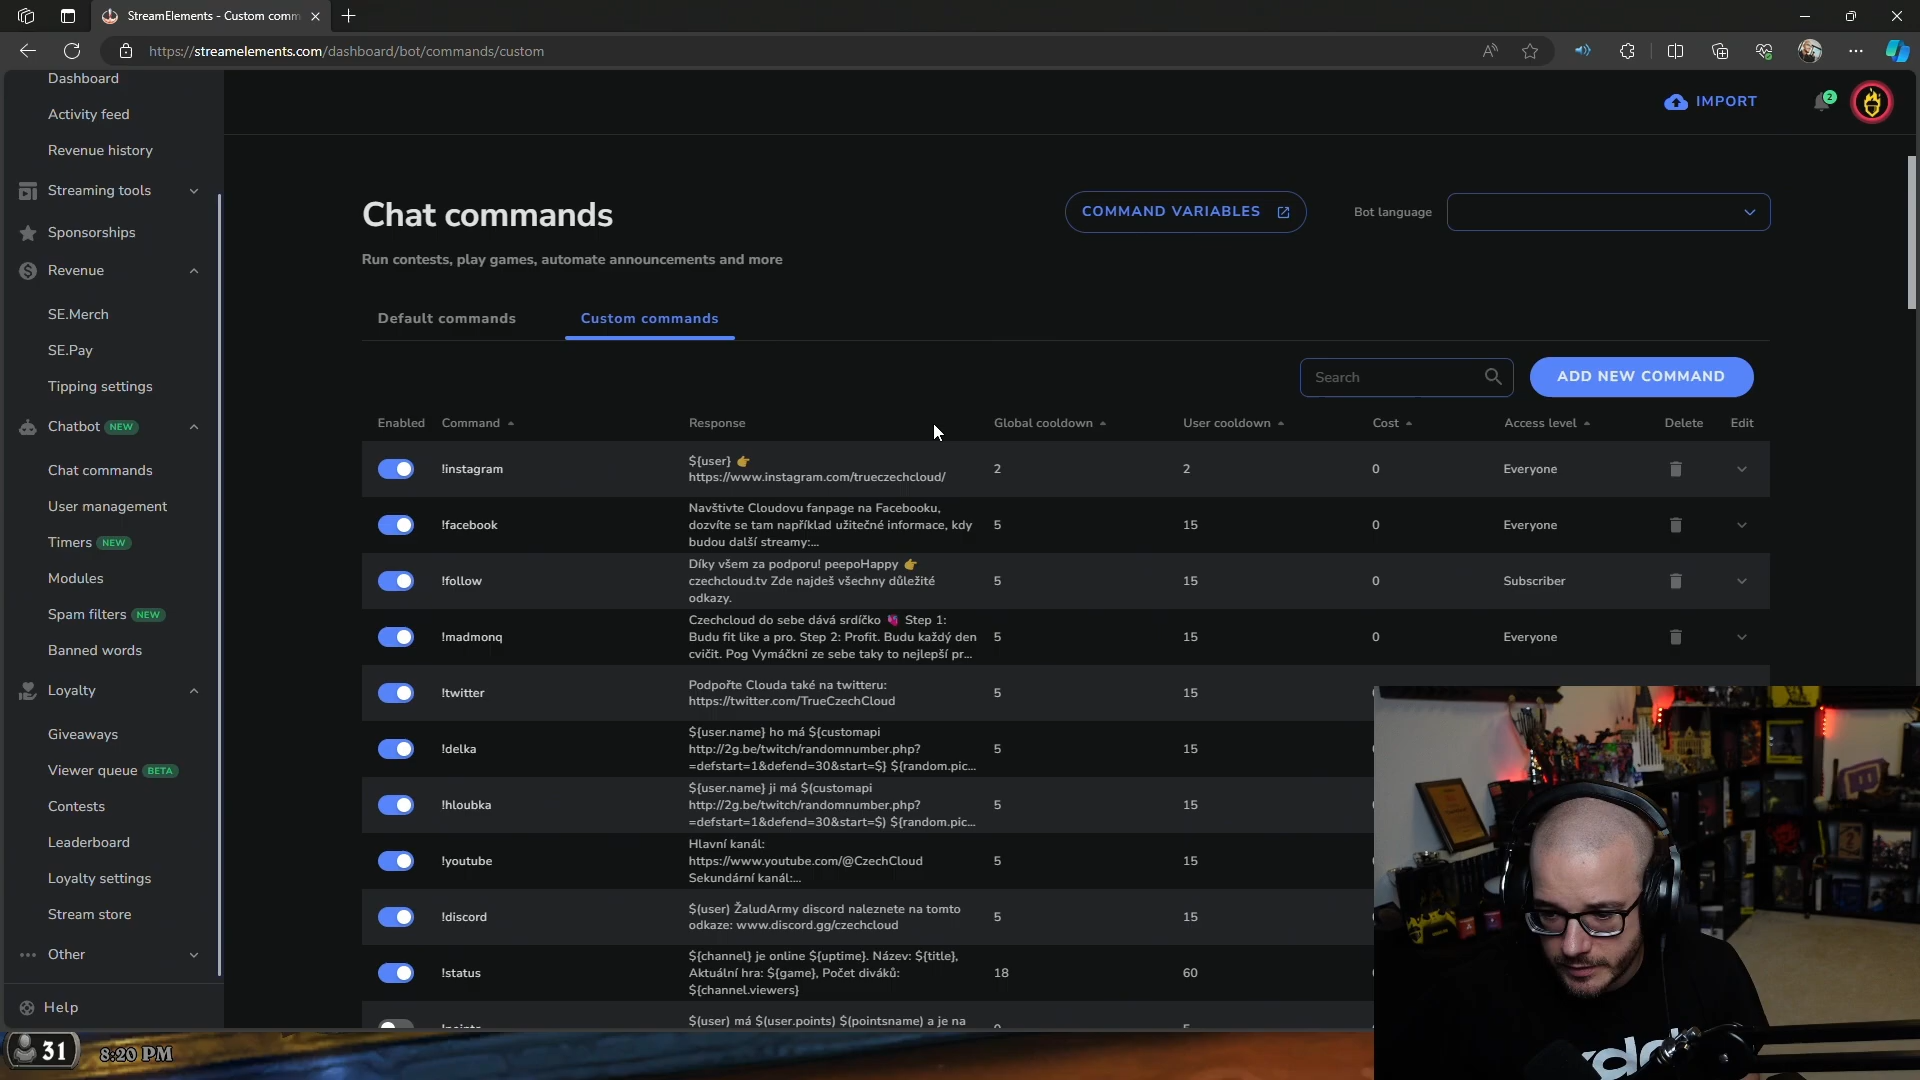 StreamElements - Custom comm
https://streamelements.com/dashboard/bot/commands/custom
Dashboard
Activity feed
Revenue history
Streaming tools
Sponsorships
Revenue
SE.Merch
SE.Pay
Tipping settings
Chatbot NEW
Chat commands
User management
Timers NEW
Modules
Spam filters NEW
Banned words
Loyalty
Giveaways
Viewer queue BETA
Contests
Leaderboard
Loyalty settings
Stream store
Other
Help
31 8:20 PM
IMPORT
2
Chat commands
COMMAND VARIABLES
Bot language
Run contests, play games, automate announcements and more
Default commands
Custom commands
Search
ADD NEW COMMAND
Enabled Command Response Global cooldown User cooldown Cost Access level Delete Edit
!instagram
${user} 👉
https://www.instagram.com/trueczechcloud/
2 2 0 Everyone
!facebook
Navštivte Cloudovu fanpage na Facebooku,
dozvíte se tam například užitečné informace, kdy
budou další streamy:...
5 15 0 Everyone
!follow
Díky všem za podporu! peepoHappy 👉
czechcloud.tv Zde najdeš všechny důležité
odkazy.
5 15 0 Subscriber
!madmonq
Czechcloud do sebe dává srdíčko Step 1:
Budu fit like a pro. Step 2: Profit. Budu každý den
cvičit. Pog Vymáčkni ze sebe taky to nejlepší pr...
5 15 0 Everyone
!twitter
Podpořte Clouda také na twitteru:
https://twitter.com/TrueCzechCloud
5 15
!delka
${user.name} ho má ${customapi
http://2g.be/twitch/randomnumber.php?
=defstart=1&defend=30&start=$} ${random.pic...
5 15
!hloubka
${user.name} ji má $(customapi
http://2g.be/twitch/randomnumber.php?
=defstart=1&defend=30&start=$) ${random.pic...
5 15
!youtube
Hlavní kanál:
https://www.youtube.com/@CzechCloud
Sekundární kanál:...
5 15
!discord
$(user) ŽaludArmy discord naleznete na tomto
odkaze: www.discord.gg/czechcloud
5 15
!status
${channel} je online ${uptime}. Název: ${title},
Aktuální hra: ${game}, Počet diváků:
${channel.viewers}
18 60
$(user) má $(user.points) $(pointsname) a je na